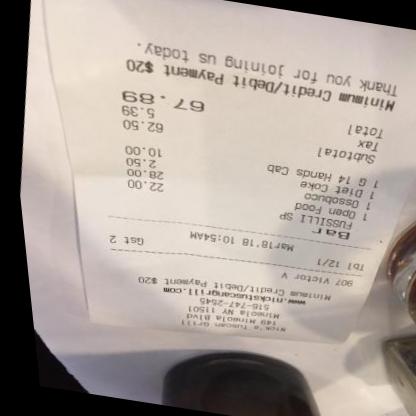 Nick's Tuscan Grill
149 Mineola Blvd
Mineola NY 11501
516-747-2545
www.nickstuscangrill.com
Minimum Credit/Debit Payment $20
907 Victor V
Tbl 12/1 Gst 2
Mar18'18 10:54AM
Bar
FUSSILLI SP 22.00
1 Open Food 28.00
Ossobuco
1 Diet Coke 2.50
1 G 14 Hands Cab 10.00
Subtotal 62.50
Tax 5.39
Total 67.89
Minimum Credit/Debit Payment $20
Thank you for joining us today.